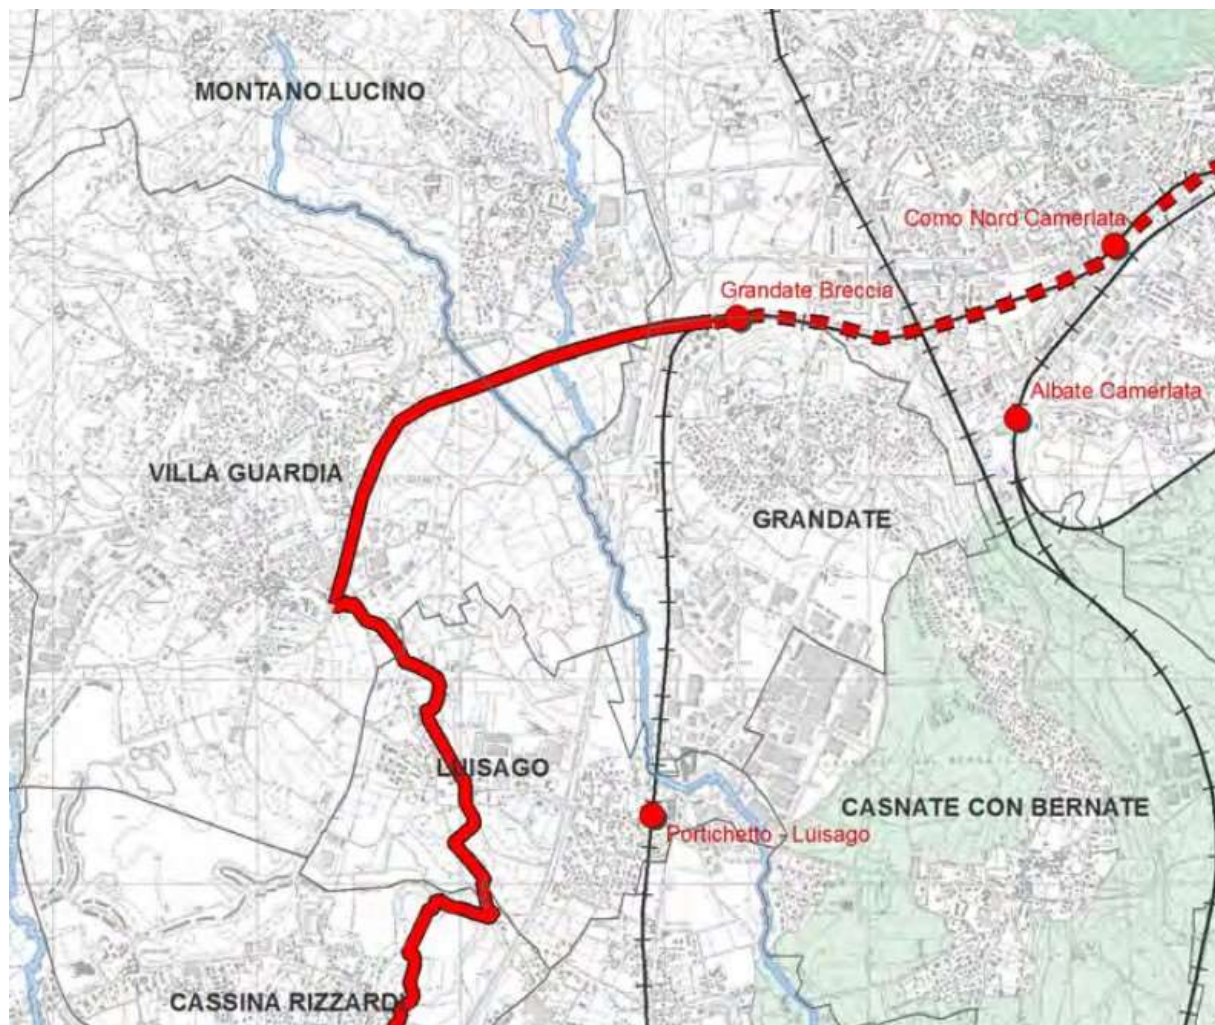 MONTANO LUCINO
Como Nord Camerlata
Grandate Breccia
Albate Camerlata
VILLA GUARDIA
GRANDATE
LUISAGO
CASNATE CON BERNATE
Portichetto - Luisago
CASSINA RIZZARDI